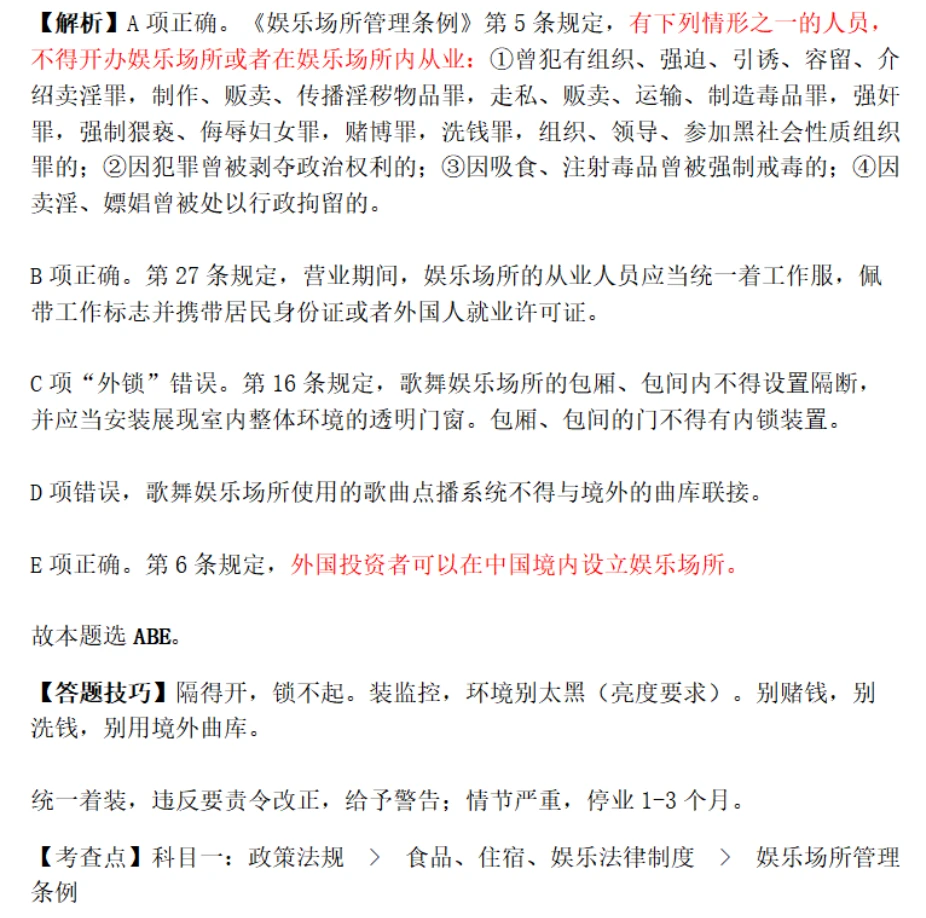 【解析】A 项正确。《娱乐场所管理条例》第 5 条规定，有下列情形之一的人员，
不得开办娱乐场所或者在娱乐场所内从业：①曾犯有组织、强迫、引诱、容留、介
绍卖淫罪，制作、贩卖、传播淫秽物品罪，走私、贩卖、运输、制造毒品罪，强奸
罪，强制猥亵、侮辱妇女罪，赌博罪，洗钱罪，组织、领导、参加黑社会性质组织
罪的；②因犯罪曾被剥夺政治权利的；③因吸食、注射毒品曾被强制戒毒的；④因
卖淫、嫖娼曾被处以行政拘留的。
B 项正确。第 27 条规定，营业期间，娱乐场所的从业人员应当统一着工作服，佩
带工作标志并携带居民身份证或者外国人就业许可证。
C 项“外锁”错误。第 16 条规定，歌舞娱乐场所的包厢、包间内不得设置隔断，
并应当安装展现室内整体环境的透明门窗。包厢、包间的门不得有内锁装置。
D 项错误，歌舞娱乐场所使用的歌曲点播系统不得与境外的曲库联接。
E 项正确。第 6 条规定，外国投资者可以在中国境内设立娱乐场所。
故本题选 ABE。
【答题技巧】隔得开，锁不起。装监控，环境别太黑（亮度要求）。别赌钱，别
洗钱，别用境外曲库。
统一着装，违反要责令改正，给予警告；情节严重，停业 1-3 个月。
【考查点】科目一：政策法规 > 食品、住宿、娱乐法律制度 > 娱乐场所管理
条例